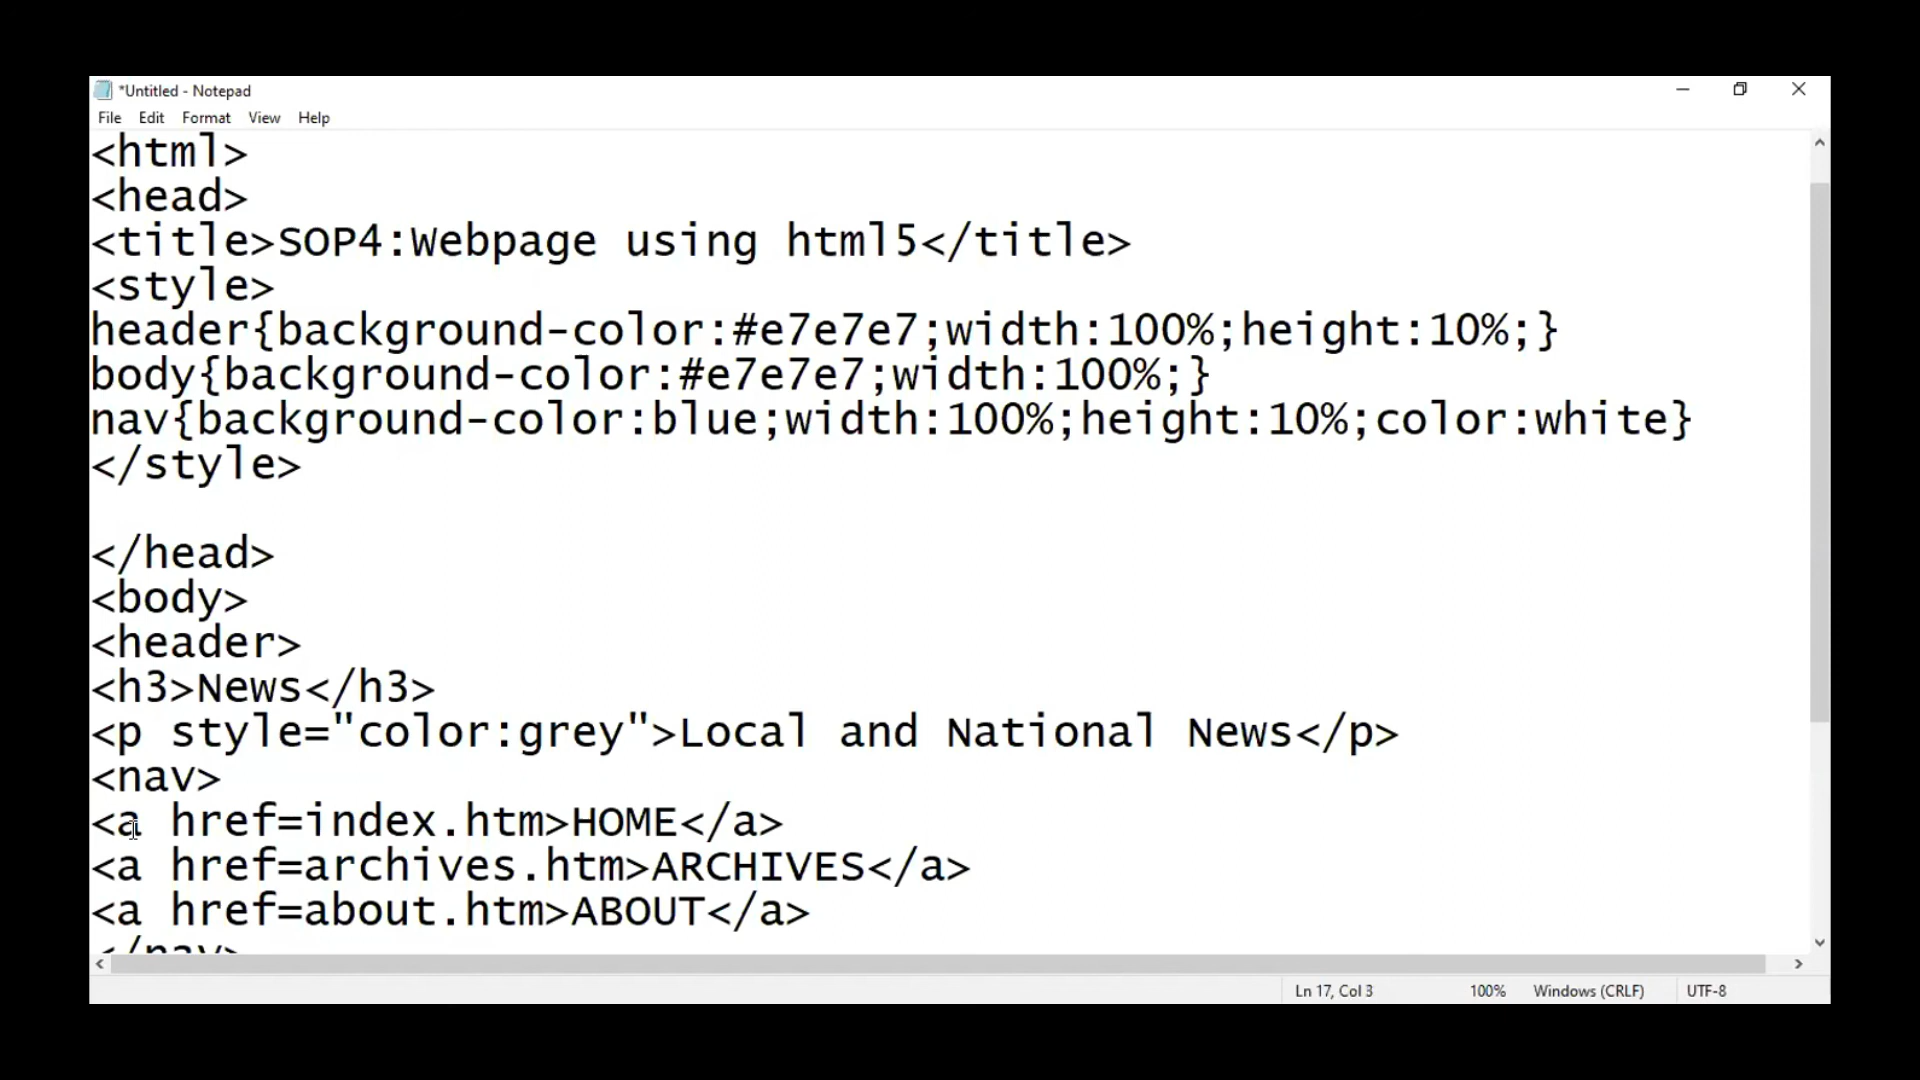 *Untitled - Notepad
File Edit Format View Help
<html>
<head>
<title>SOP4:Webpage using html5</title>
<style>
header{background-color:#e7e7e7;width:100%;height:10%;}
body{background-color:#e7e7e7;width:100%;}
nav{background-color:blue;width:100%;height:10%;color:white}
</style>
</head>
<body>
<header>
<h3>News</h3>
<p style="color:grey">Local and National News</p>
<nav>
<a href=index.htm>HOME</a>
<a href=archives.htm>ARCHIVES</a>
<a href=about.htm>ABOUT</a>
</nav>
Ln 17, Col 3 100% Windows (CRLF) UTF-8